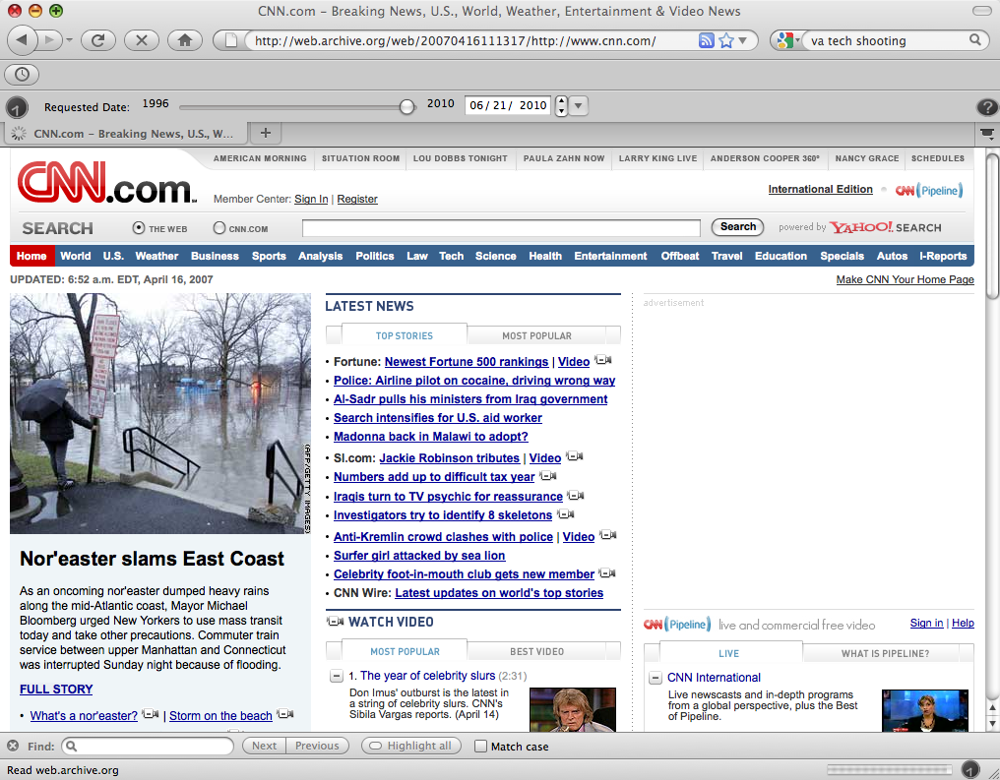 CNN.com – Breaking News, U.S., World, Weather, Entertainment & Video News
http://web.archive.org/web/20070416111317/http://www.cnn.com/
va tech shooting
Requested Date: 1996 2010 06/21/2010
CNN.com – Breaking News, U.S., W...
AMERICAN MORNING SITUATION ROOM LOU DOBBS TONIGHT PAULA ZAHN NOW LARRY KING LIVE ANDERSON COOPER 360° NANCY GRACE SCHEDULES
CNN.com
Member Center: Sign In | Register
International Edition CNN Pipeline
SEARCH THE WEB CNN.COM Search powered by YAHOO! SEARCH
Home World U.S. Weather Business Sports Analysis Politics Law Tech Science Health Entertainment Offbeat Travel Education Specials Autos I-Reports
UPDATED: 6:52 a.m. EDT, April 16, 2007
Make CNN Your Home Page
(AFP/GETTY IMAGES)
Nor'easter slams East Coast
As an oncoming nor'easter dumped heavy rains
along the mid-Atlantic coast, Mayor Michael
Bloomberg urged New Yorkers to use mass transit
today and take other precautions. Commuter train
service between upper Manhattan and Connecticut
was interrupted Sunday night because of flooding.
FULL STORY
• What's a nor'easter? | Storm on the beach
LATEST NEWS
TOP STORIES MOST POPULAR
• Fortune: Newest Fortune 500 rankings | Video
• Police: Airline pilot on cocaine, driving wrong way
• Al-Sadr pulls his ministers from Iraq government
• Search intensifies for U.S. aid worker
• Madonna back in Malawi to adopt?
• SI.com: Jackie Robinson tributes | Video
• Numbers add up to difficult tax year
• Iraqis turn to TV psychic for reassurance
• Investigators try to identify 8 skeletons
• Anti-Kremlin crowd clashes with police | Video
• Surfer girl attacked by sea lion
• Celebrity foot-in-mouth club gets new member
• CNN Wire: Latest updates on world's top stories
WATCH VIDEO
MOST POPULAR BEST VIDEO
1. The year of celebrity slurs (2:31)
Don Imus' outburst is the latest in
a string of celebrity slurs. CNN's
Sibila Vargas reports. (April 14)
advertisement
CNN Pipeline live and commercial free video Sign in | Help
LIVE WHAT IS PIPELINE?
CNN International
Live newscasts and in-depth programs
from a global perspective, plus the Best
of Pipeline.
Find: Next Previous Highlight all Match case
Read web.archive.org